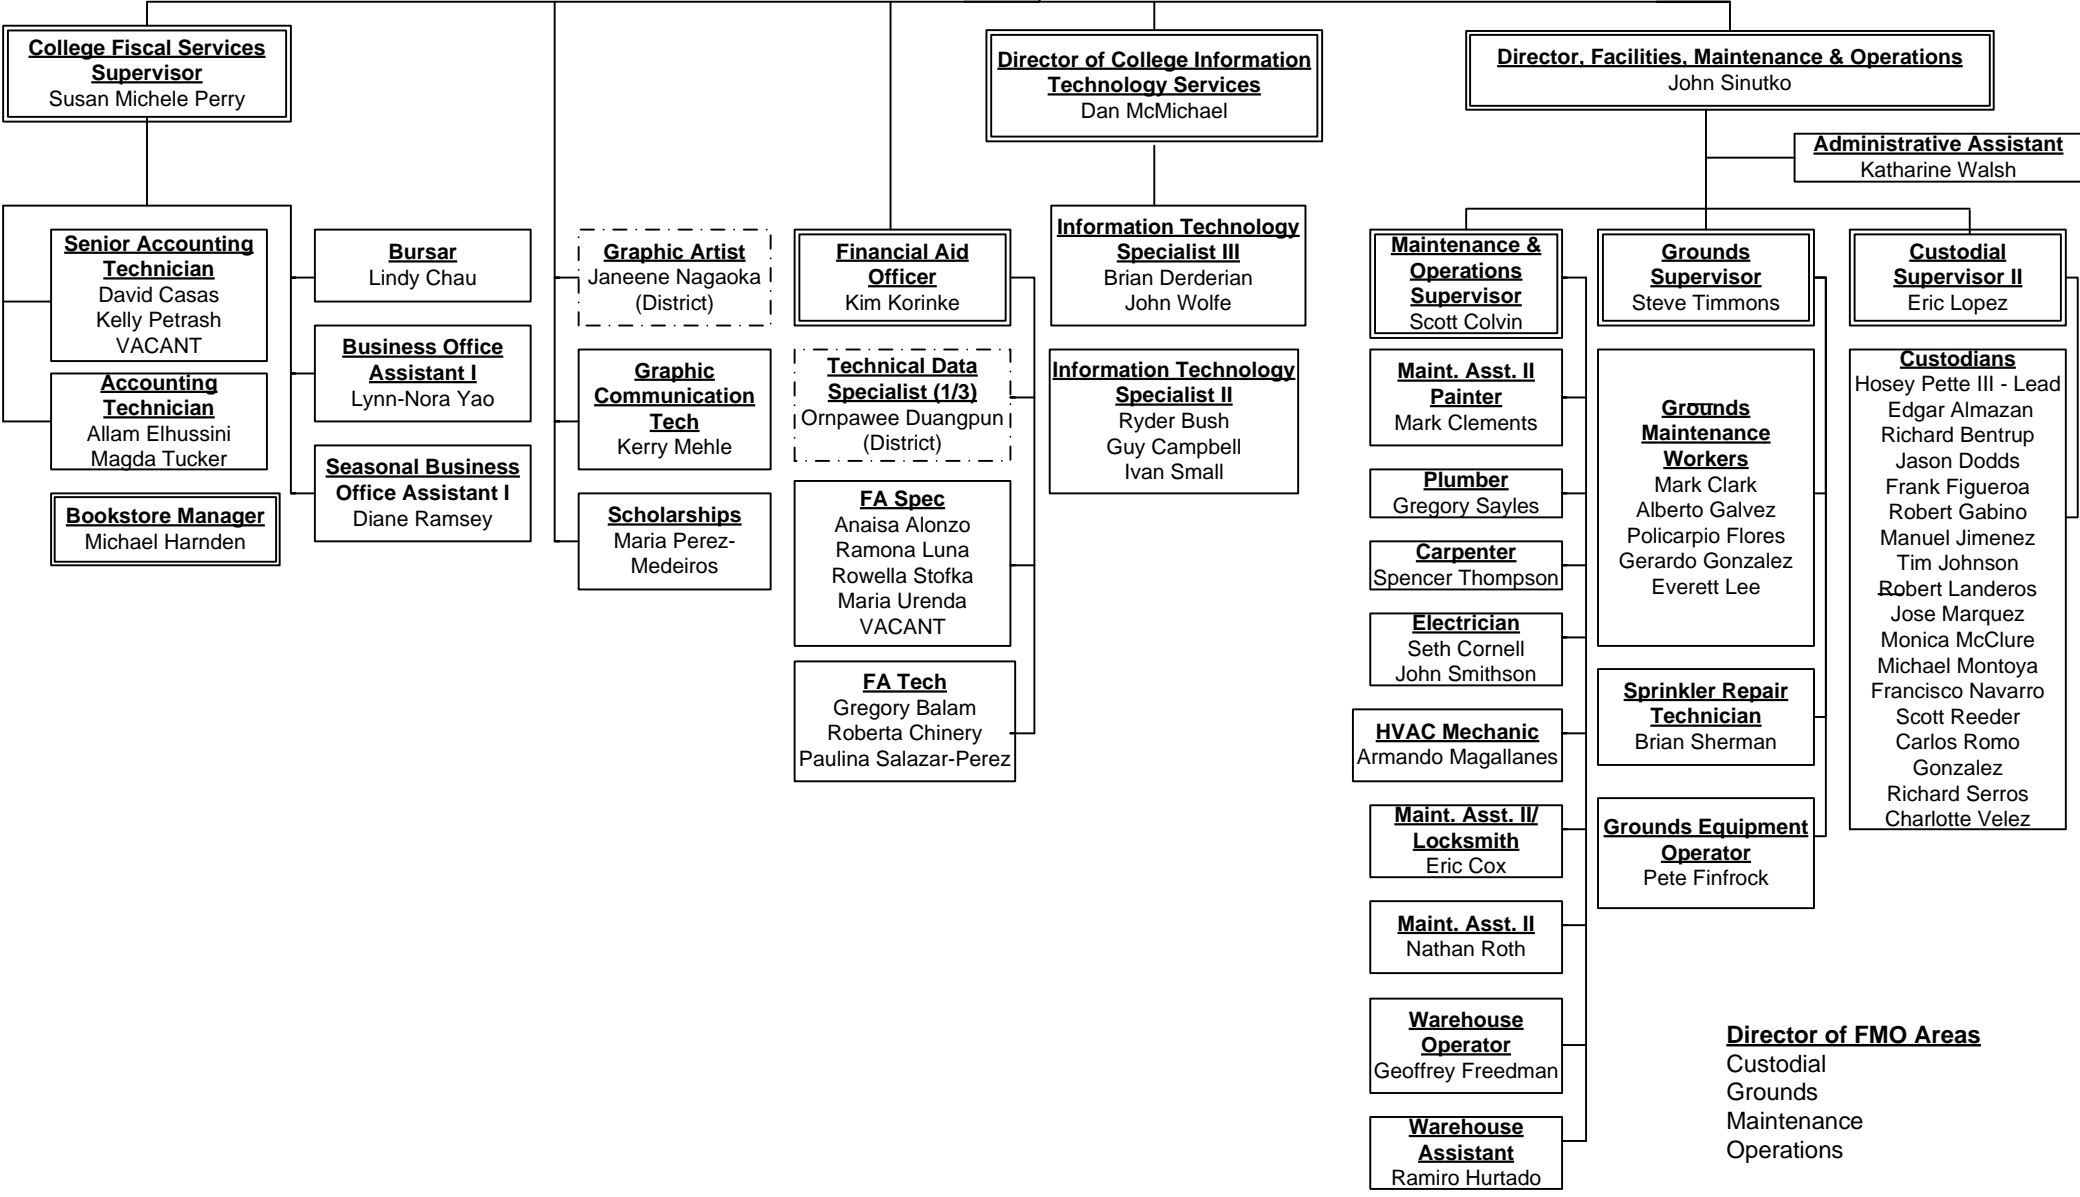 College Fiscal Services
Supervisor
Susan Michele Perry
Director of College Information
Technology Services
Dan McMichael
Director, Facilities, Maintenance & Operations
John Sinutko
Administrative Assistant
Katharine Walsh
Senior Accounting
Technician
David Casas
Kelly Petrash
VACANT
Accounting
Technician
Allam Elhussini
Magda Tucker
Bookstore Manager
Michael Harnden
Bursar
Lindy Chau
Business Office
Assistant I
Lynn-Nora Yao
Seasonal Business
Office Assistant I
Diane Ramsey
Graphic Artist
Janeene Nagaoka
(District)
Graphic
Communication
Tech
Kerry Mehle
Scholarships
Maria Perez-
Medeiros
Financial Aid
Officer
Kim Korinke
Technical Data
Specialist (1/3)
Ornpawee Duangpun
(District)
FA Spec
Anaisa Alonzo
Ramona Luna
Rowella Stofka
Maria Urenda
VACANT
FA Tech
Gregory Balam
Roberta Chinery
Paulina Salazar-Perez
Information Technology
Specialist III
Brian Derderian
John Wolfe
Information Technology
Specialist II
Ryder Bush
Guy Campbell
Ivan Small
Maintenance &
Operations
Supervisor
Scott Colvin
Maint. Asst. II
Painter
Mark Clements
Plumber
Gregory Sayles
Carpenter
Spencer Thompson
Electrician
Seth Cornell
John Smithson
HVAC Mechanic
Armando Magallanes
Maint. Asst. II/
Locksmith
Eric Cox
Maint. Asst. II
Nathan Roth
Warehouse
Operator
Geoffrey Freedman
Warehouse
Assistant
Ramiro Hurtado
Grounds
Supervisor
Steve Timmons
Grounds
Maintenance
Workers
Mark Clark
Alberto Galvez
Policarpio Flores
Gerardo Gonzalez
Everett Lee
Sprinkler Repair
Technician
Brian Sherman
Grounds Equipment
Operator
Pete Finfrock
Custodial
Supervisor II
Eric Lopez
Custodians
Hosey Pette III - Lead
Edgar Almazan
Richard Bentrup
Jason Dodds
Frank Figueroa
Robert Gabino
Manuel Jimenez
Tim Johnson
Robert Landeros
Jose Marquez
Monica McClure
Michael Montoya
Francisco Navarro
Scott Reeder
Carlos Romo
Gonzalez
Richard Serros
Charlotte Velez
Director of FMO Areas
Custodial
Grounds
Maintenance
Operations